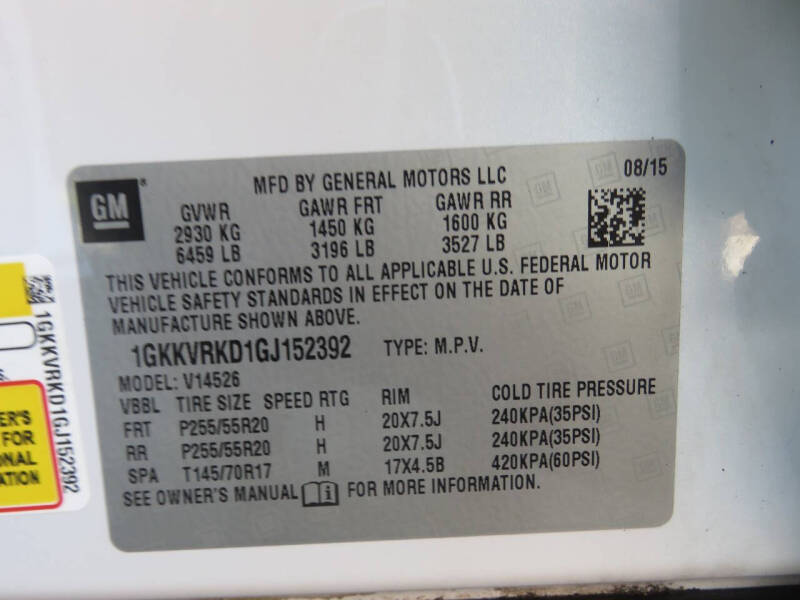 GM
MFD BY GENERAL MOTORS LLC
08/15
GVWR GAWR FRT GAWR RR
2930 KG 1450 KG 1600 KG
6459 LB 3196 LB 3527 LB
THIS VEHICLE CONFORMS TO ALL APPLICABLE U.S. FEDERAL MOTOR
VEHICLE SAFETY STANDARDS IN EFFECT ON THE DATE OF
MANUFACTURE SHOWN ABOVE.
1GKKVRKD1GJ152392 TYPE: M.P.V.
MODEL: V14526
VBBL TIRE SIZE SPEED RTG RIM COLD TIRE PRESSURE
FRT P255/55R20 H 20X7.5J 240KPA(35PSI)
RR P255/55R20 H 20X7.5J 240KPA(35PSI)
SPA T145/70R17 M 17X4.5B 420KPA(60PSI)
SEE OWNER'S MANUAL FOR MORE INFORMATION.
1GKKVRKD1GJ152392
ER'S
FOR
ONAL
ATION